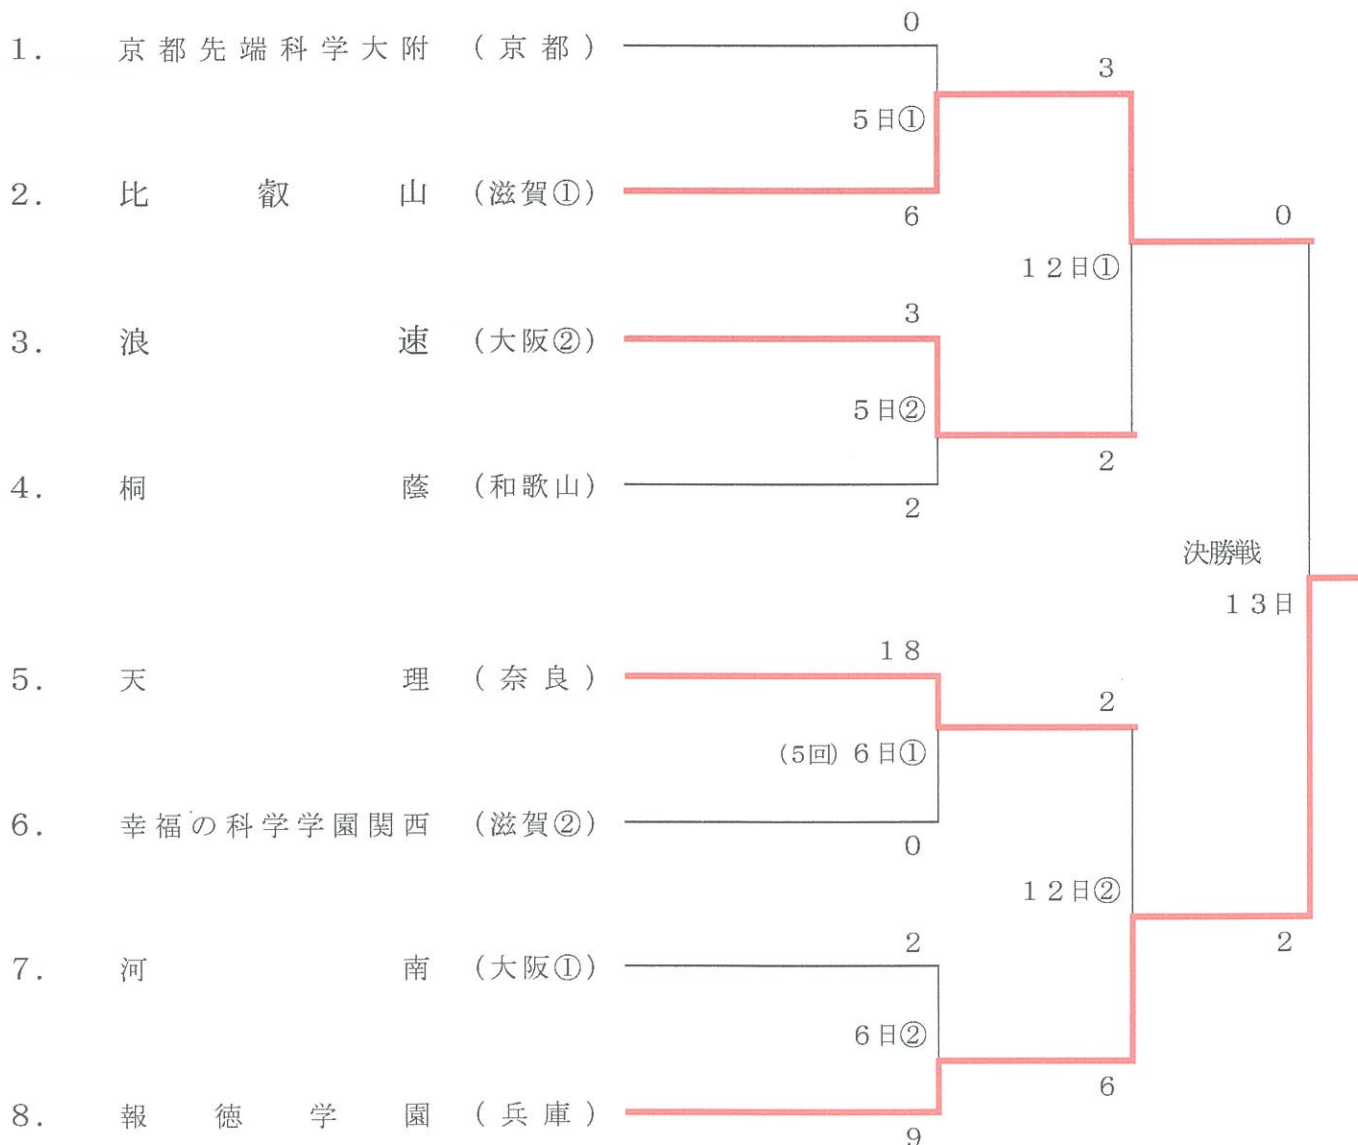 0
1. 京都先端科学大附 (京都)
3
5日①
2. 比叡山 (滋賀①)
6
0
12日①
3
3. 浪速 (大阪②)
5日②
2
4. 桐蔭 (和歌山)
2
決勝戦
13日
18
5. 天理 (奈良)
2
(5回) 6日①
6. 幸福の科学学園関西 (滋賀②)
0
12日②
2
2
7. 河南 (大阪①)
6日②
6
8. 報徳学園 (兵庫)
9